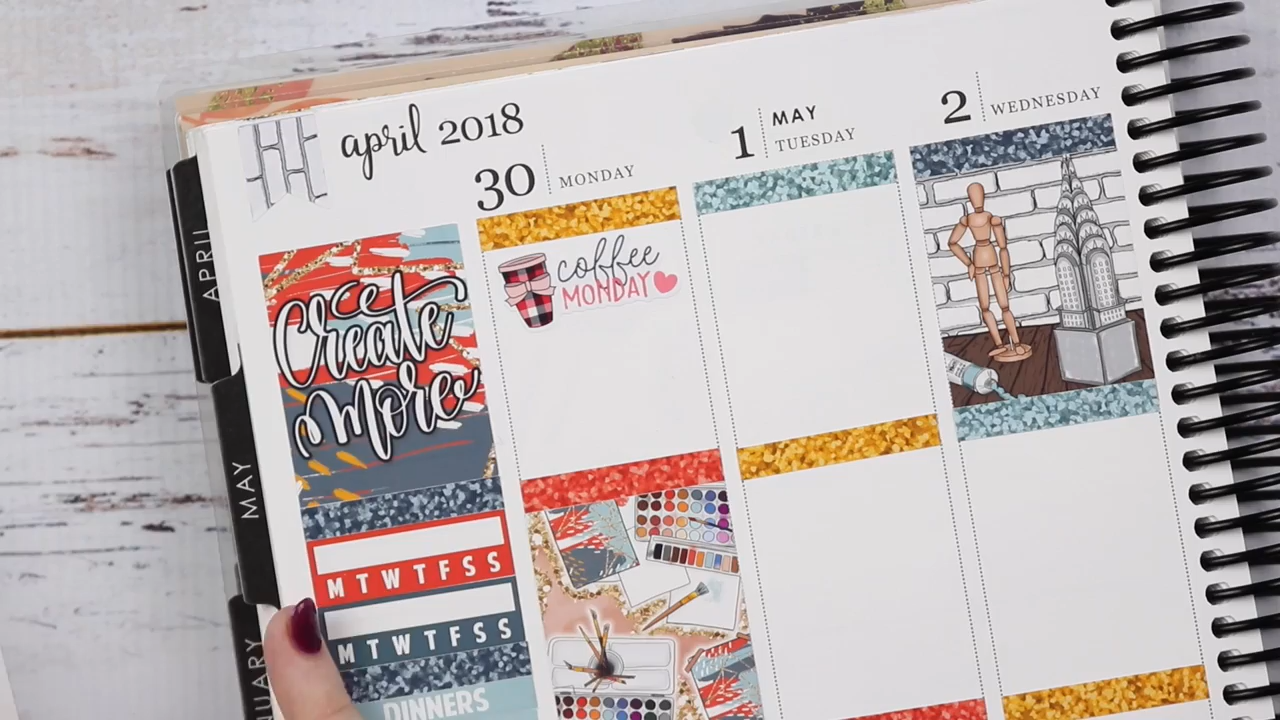 april 2018
30 MONDAY
1 MAY TUESDAY
2 WEDNESDAY
APRIL
MAY
Create
More
coffee
MONDAY
M T W T F S S
M T W T F S S
DINNERS